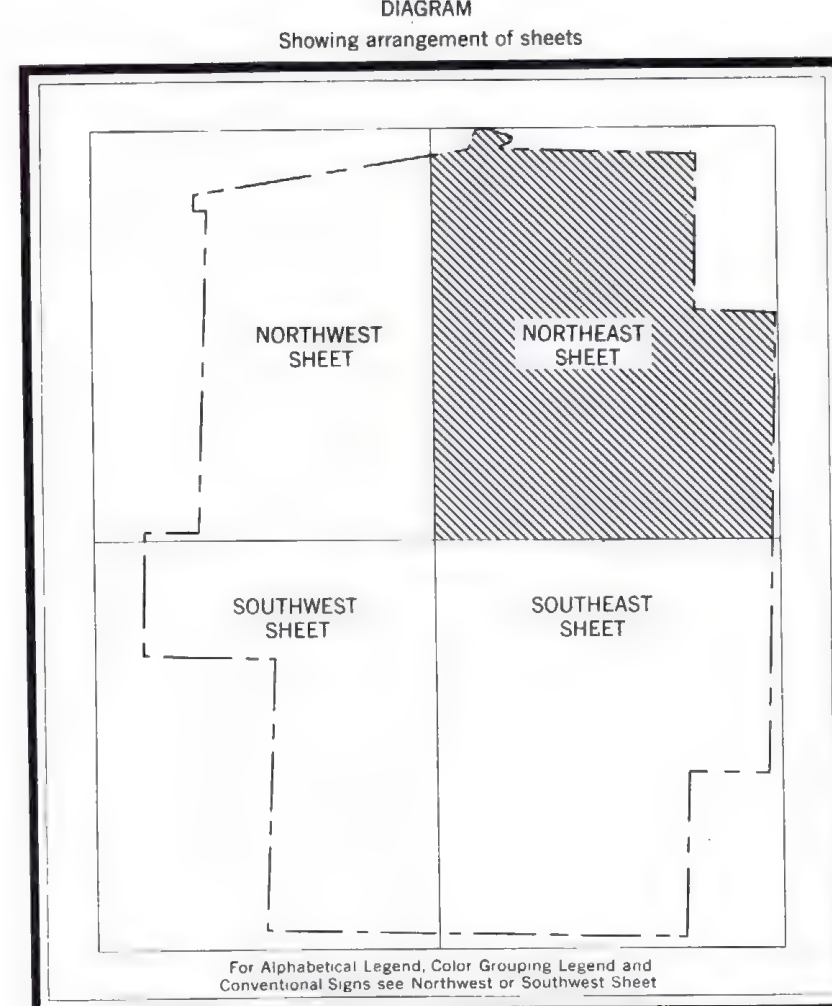 DIAGRAM
Showing arrangement of sheets
NORTHWEST
SHEET
NORTHEAST
SHEET
SOUTHWEST
SHEET
SOUTHEAST
SHEET
For Alphabetical Legend, Color Grouping Legend and
Conventional Signs see Northwest or Southwest Sheet